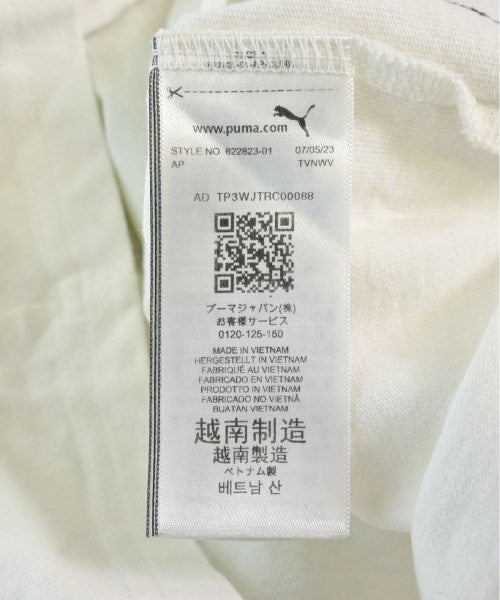 www.puma.com
STYLE NO. 622823-01 07/05/23
AP TVNWV
AD TP3WJTRC00088
プーマジャパン(株)
お客様サービス
0120-125-150
MADE IN VIETNAM
HERGESTELLT IN VIETNAM
FABRIQUÉ AU VIETNAM
FABRICADO EN VIETNAM
PRODOTTO IN VIETNAM
FABRICADO NO VIETNÃ
BUATAN VIETNAM
越南制造
越南製造
ベトナム製
베트남 산